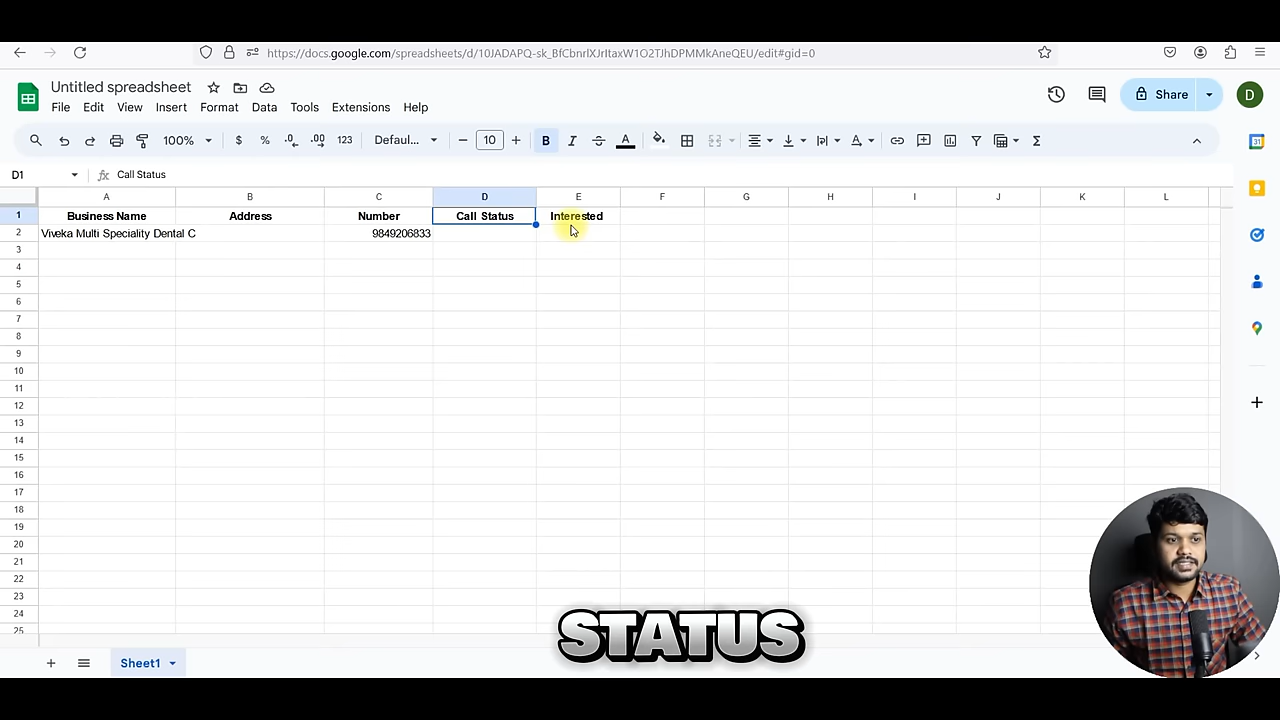 https://docs.google.com/spreadsheets/d/10JADAPQ-sk_BfCbnrlXJrItaxW1O2TJhDPMMkAneQEU/edit#gid=0
Untitled spreadsheet
File Edit View Insert Format Data Tools Extensions Help
Share
D
100% $ % .0 .00 123 Defaul... 10 B I S A
31
D1 fx Call Status
A B C D E F G H I J K L
1 Business Name Address Number Call Status Interested
2 Viveka Multi Speciality Dental C 9849206833
3
4
5
6
7
8
9
10
11
12
13
14
15
16
17
18
19
20
21
22
23
24
25
STATUS
Sheet1